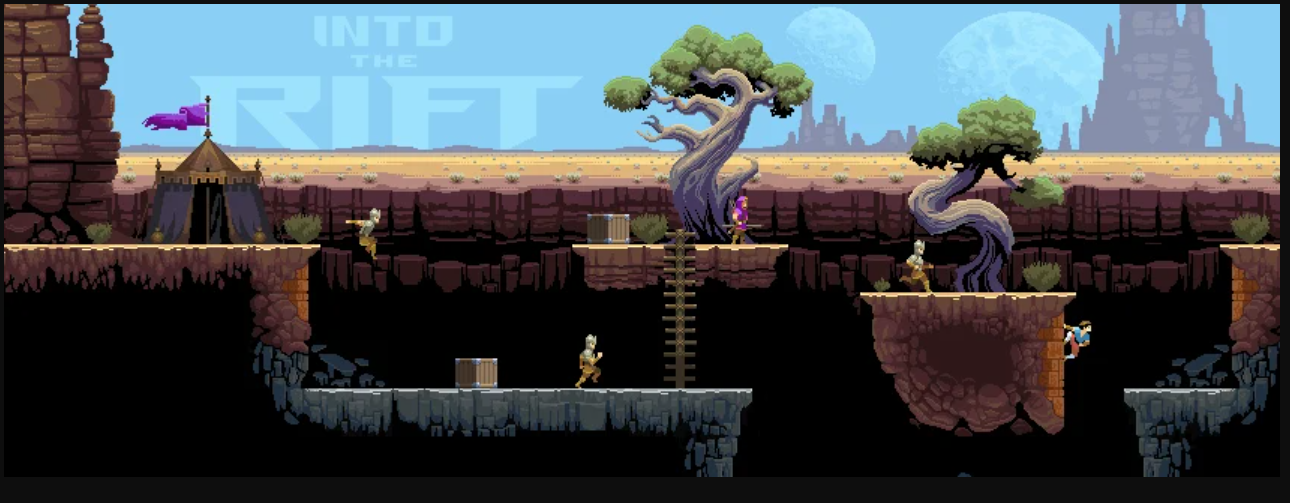 INTO
THE
RIFT